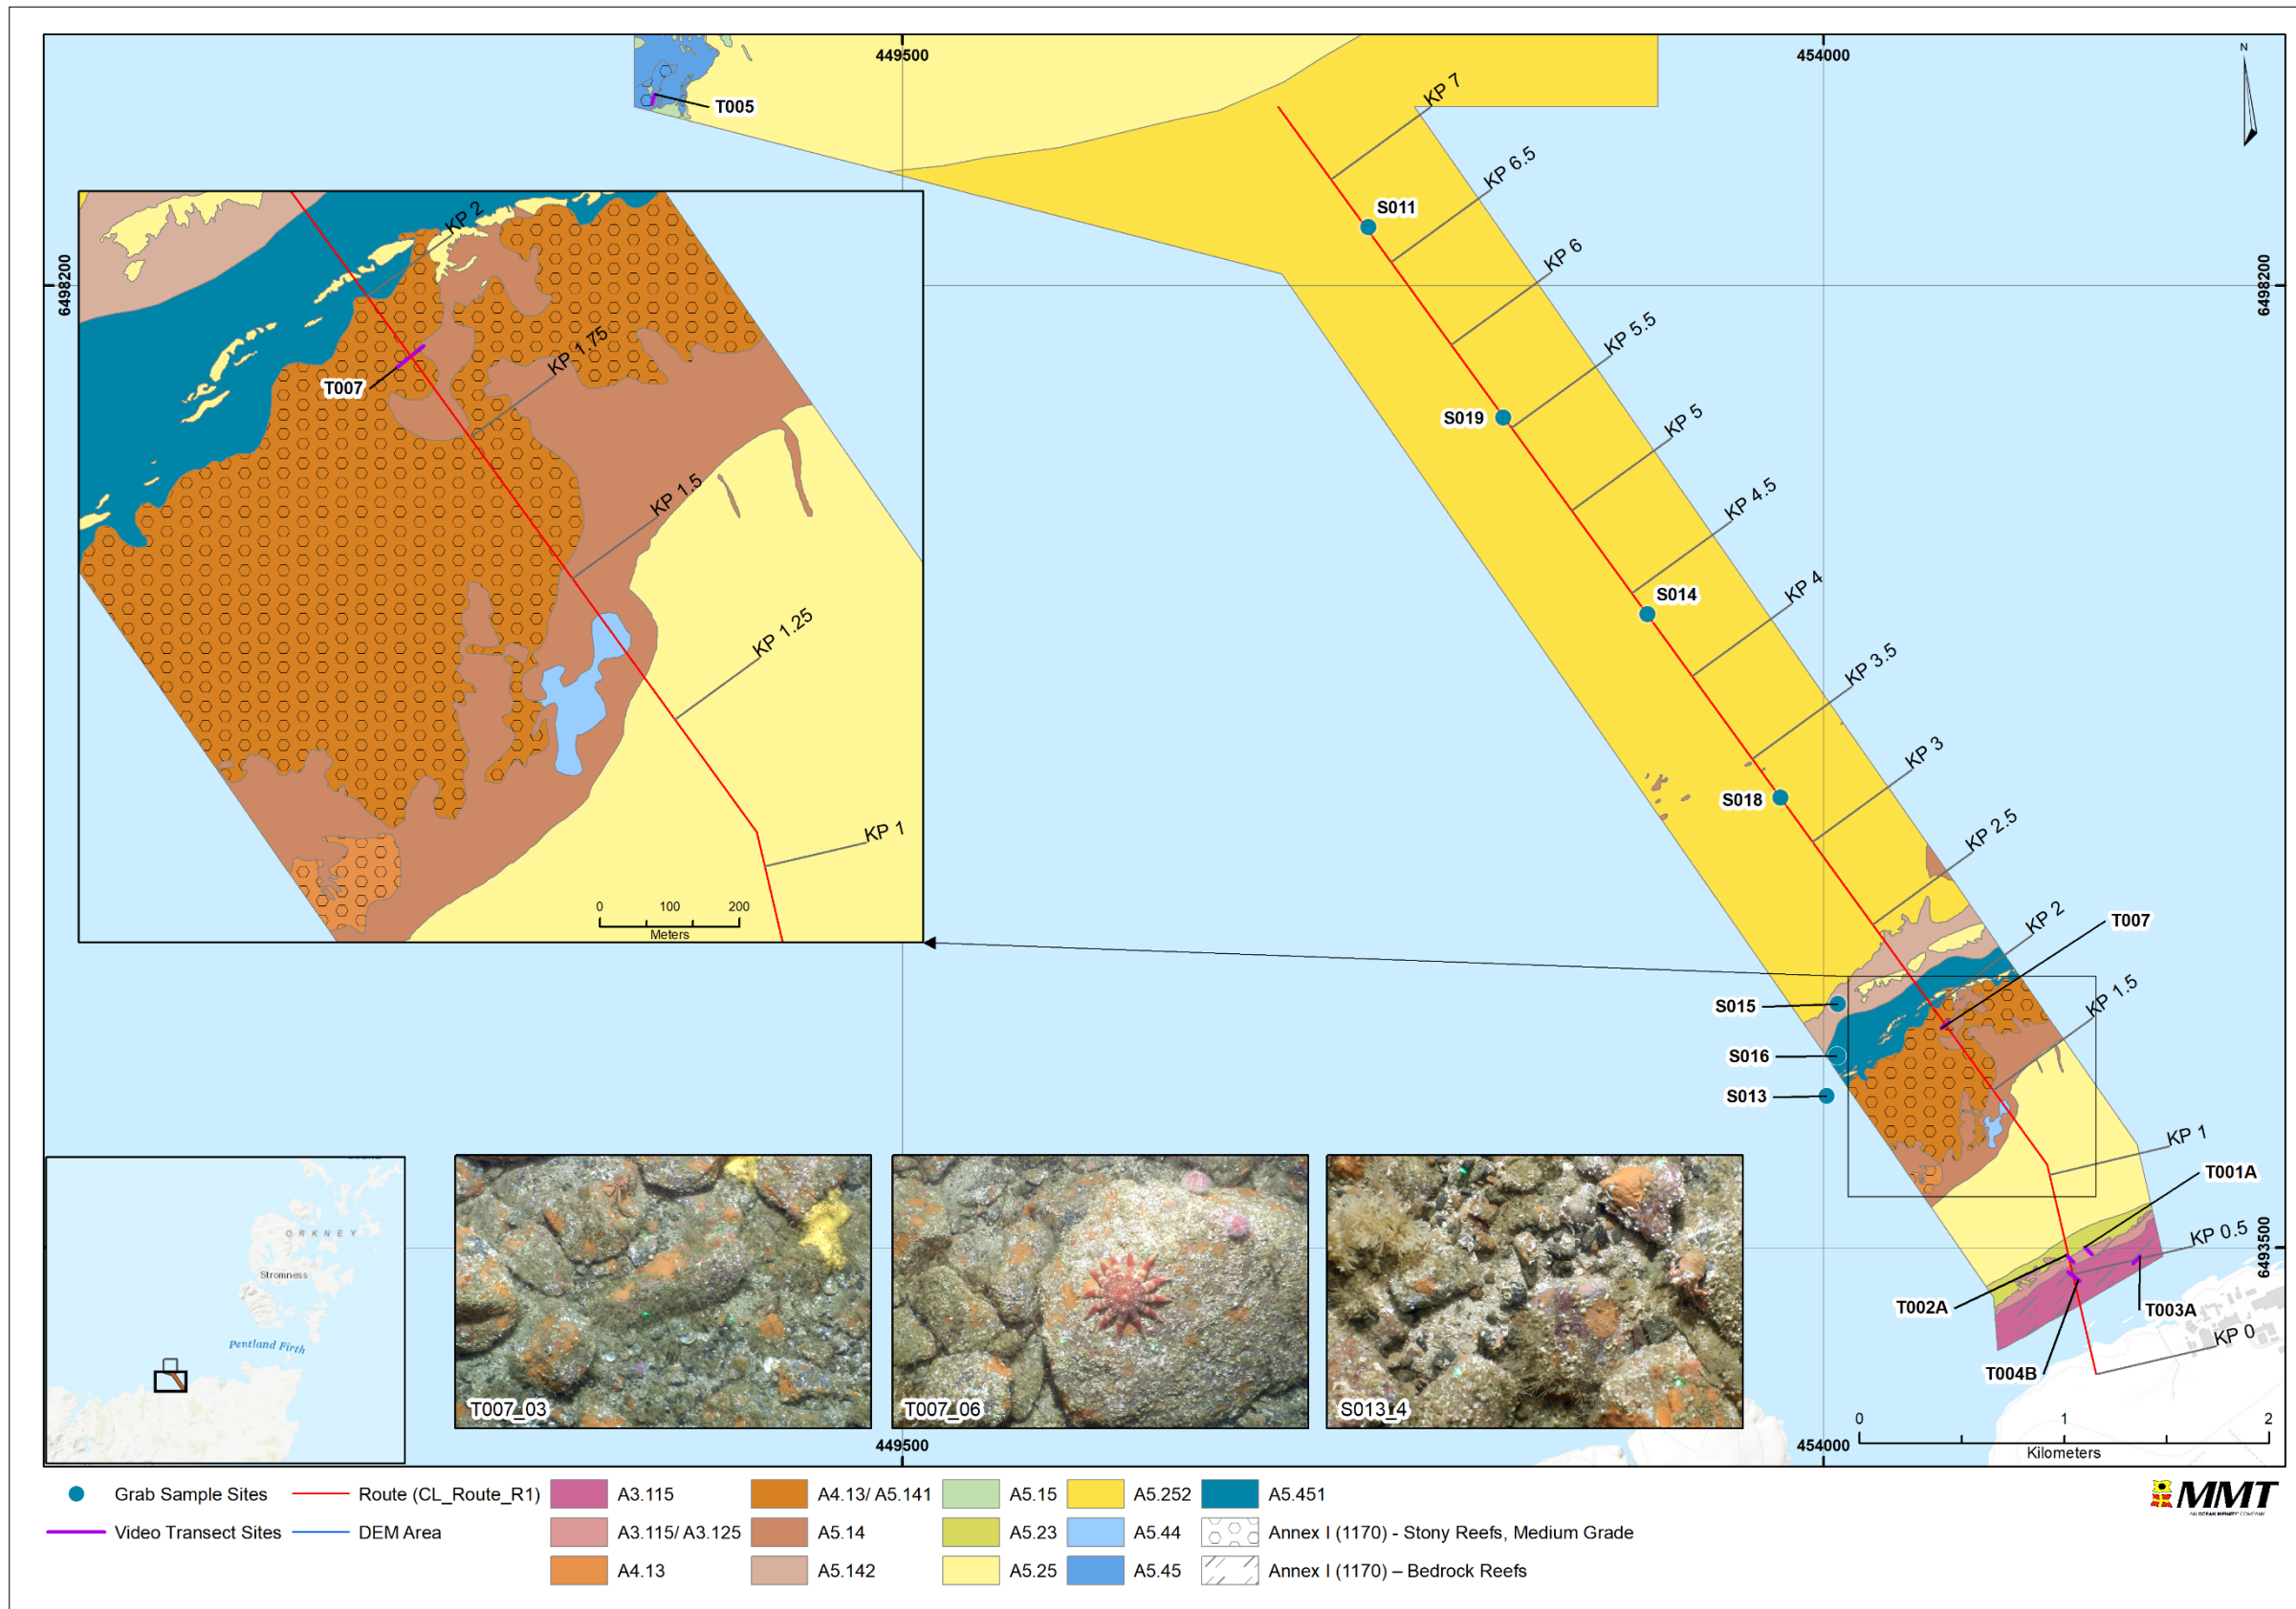 449500
454000
N
KP 7
T005
KP 6.5
S011
KP 6
6498200
6498200
KP 5.5
S019
KP 5
KP 4.5
S014
KP 4
KP 3.5
S018
KP 3
KP 2.5
KP 2
T007
KP 1.5
S015
S016
S013
KP 1
T001A
KP 0.5
6493500
T002A
T003A
KP 0
T004B
KP 2
KP 1.75
T007
KP 1.5
KP 1.25
KP 1
0 100 200
Meters
ORKNEY
Stromness
Pentland Firth
T007_03
T007_06
S013_4
0 1 2
Kilometers
449500
454000
Grab Sample Sites
Video Transect Sites
Route (CL_Route_R1)
DEM Area
A3.115
A3.115/ A3.125
A4.13
A4.13/ A5.141
A5.14
A5.142
A5.15
A5.23
A5.25
A5.252
A5.44
A5.45
A5.451
Annex I (1170) - Stony Reefs, Medium Grade
Annex I (1170) – Bedrock Reefs
MMT
AN OCEAN INFINITY COMPANY